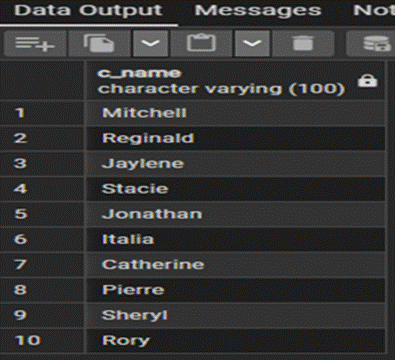 Data Output Messages Not
c_name
character varying (100)
1 Mitchell
2 Reginald
3 Jaylene
4 Stacie
5 Jonathan
6 Italia
7 Catherine
8 Pierre
9 Sheryl
10 Rory